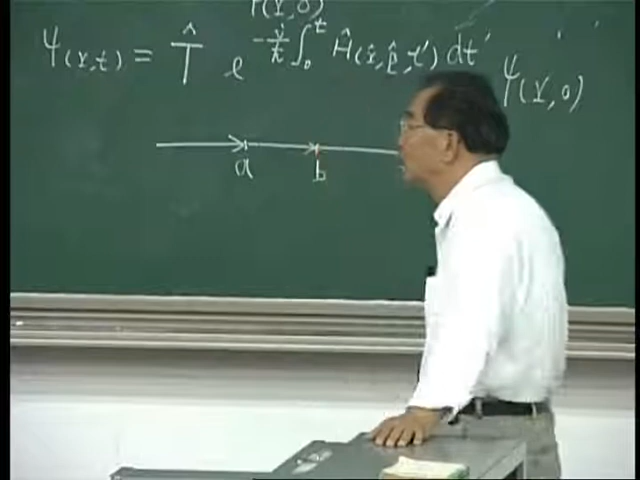 Ψ(x,0)
Ψ(x,t) = T̂ e^{-i/ħ ∫₀ᵗ Ĥ(x̂,p̂,t')dt'} Ψ(x,0)
a b